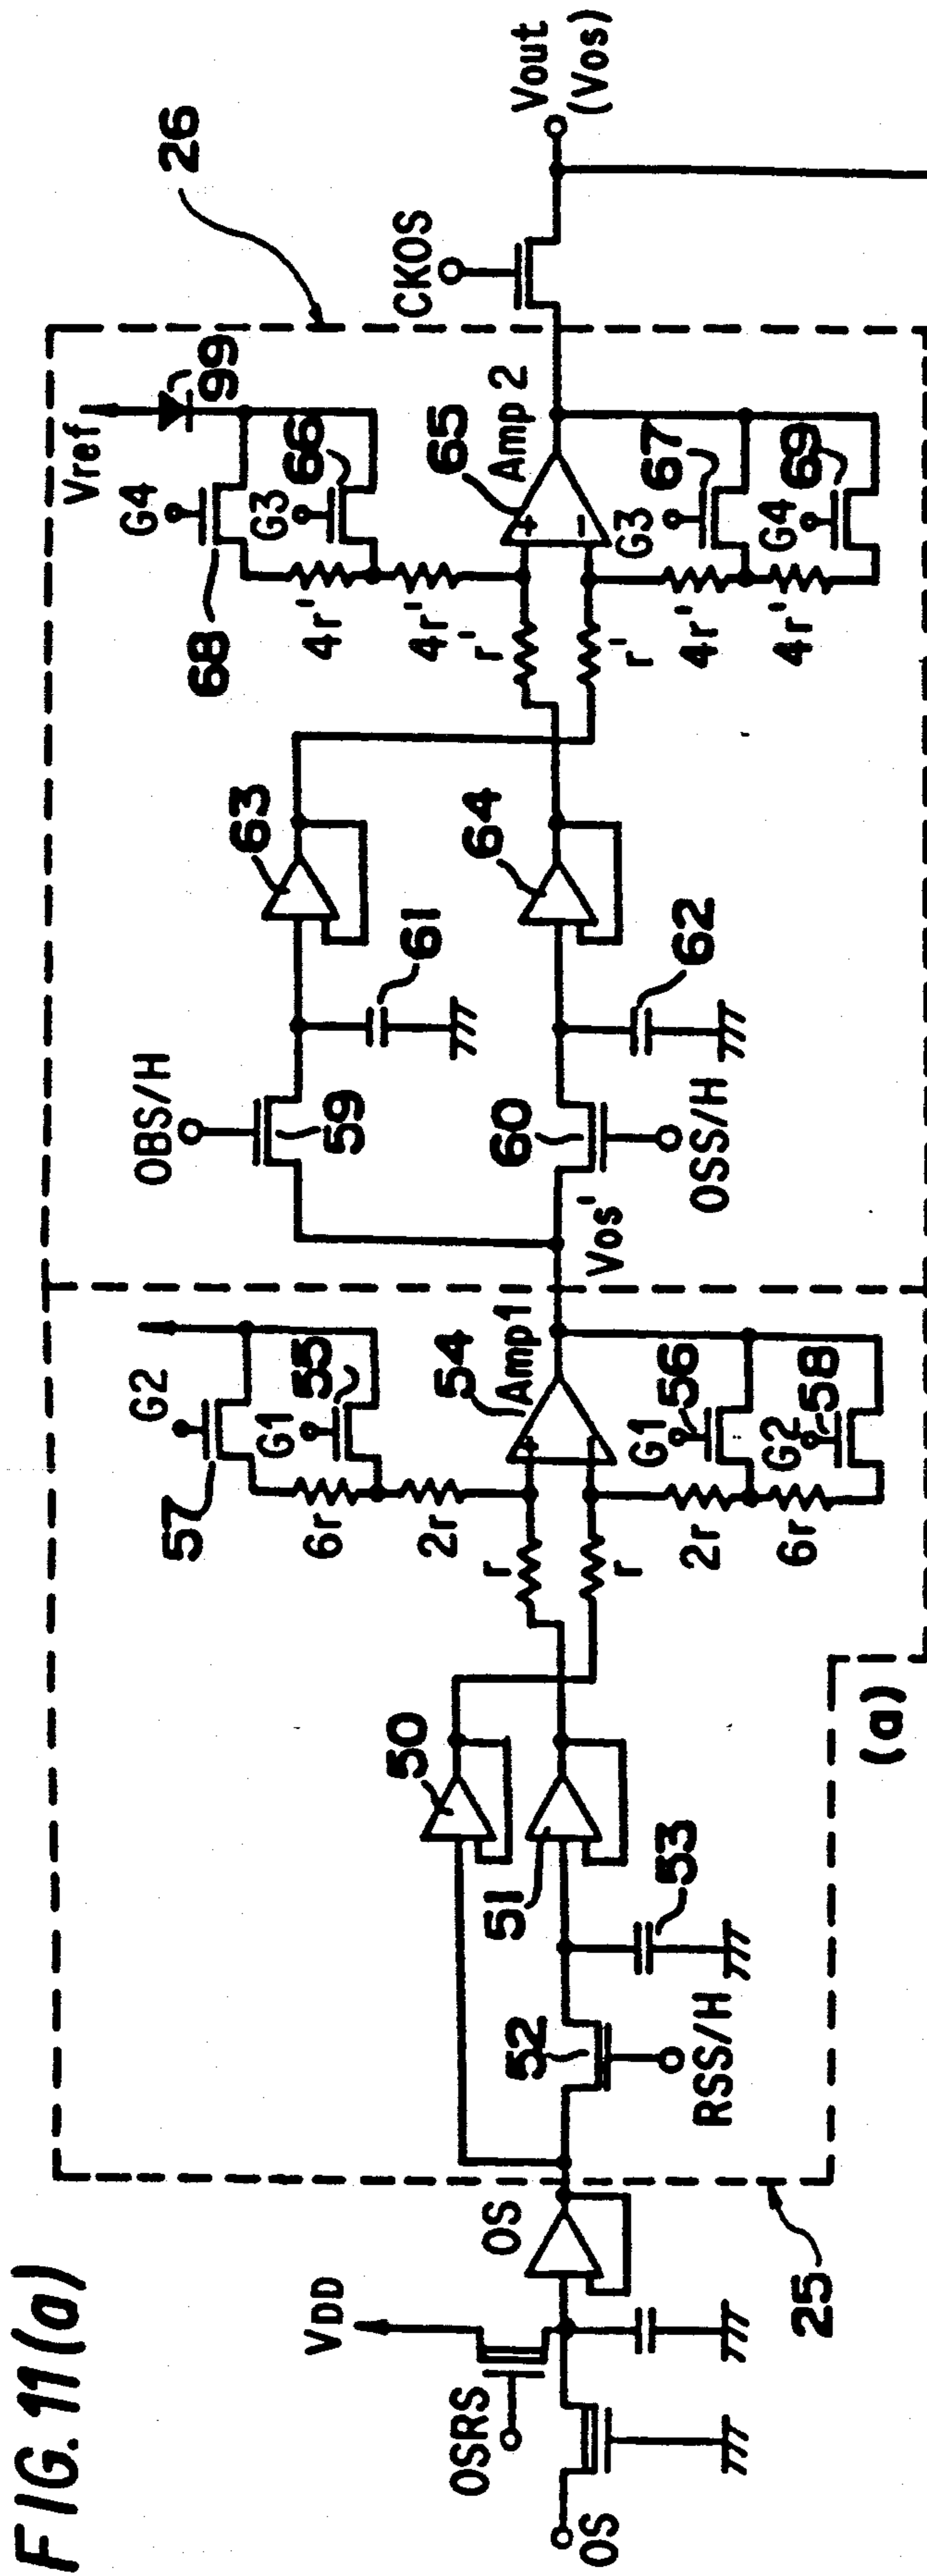 FIG. 11(a)
OS
OSRS
VDD
OS
25
52
RSS/H
53
51
50
(a)
r
r
57
G2
6r
G1
55
2r
54
Amp1
+
2r
G1
56
6r
G2
58
Vos'
OBS/H
59
61
63
60
OSS/H
62
64
r'
r'
68
G4
Vref
99
4r'
G3
66
4r'
65
Amp 2
+
−
4r'
G3
67
4r'
G4
69
26
CKOS
Vout
(Vos)